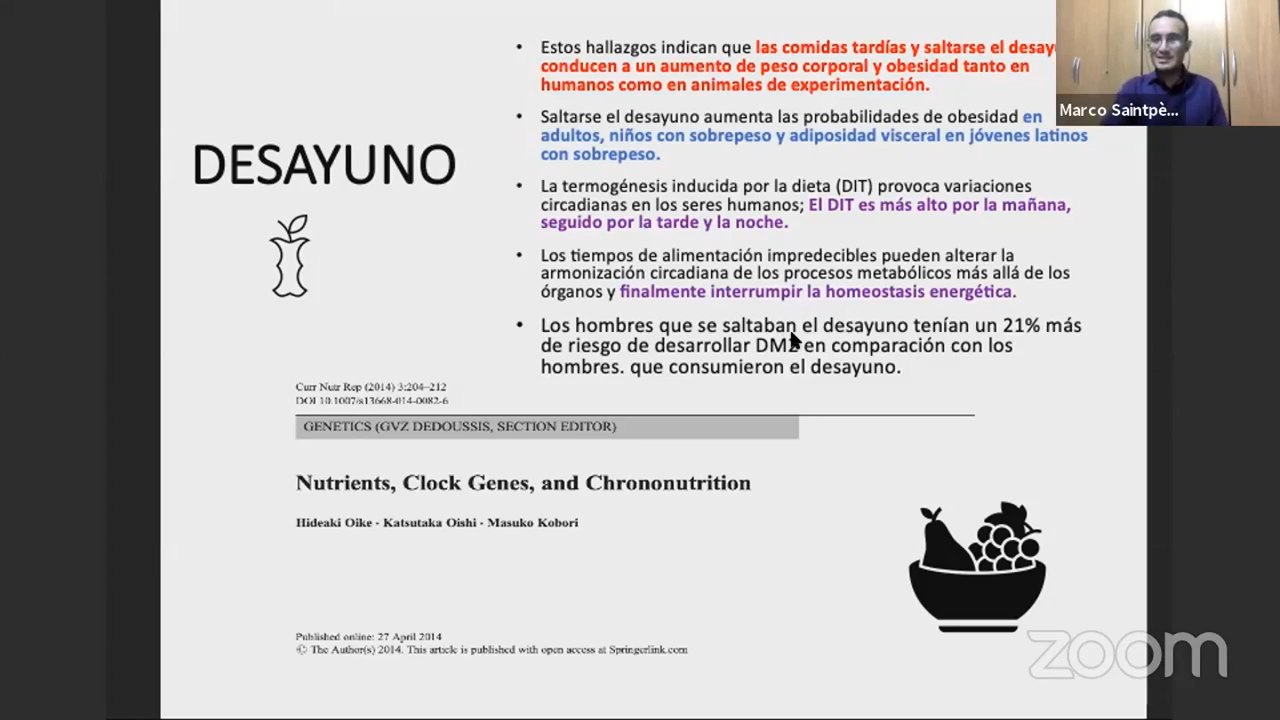 DESAYUNO
• Estos hallazgos indican que las comidas tardías y saltarse el
conducen a un aumento de peso corporal y obesidad tanto en
humanos como en animales de experimentación.
• Saltarse el desayuno aumenta las probabilidades de obesidad en
adultos, niños con sobrepeso y adiposidad visceral en jóvenes latinos
con sobrepeso.
• La termogénesis inducida por la dieta (DIT) provoca variaciones
circadianas en los seres humanos; El DIT es más alto por la mañana,
seguido por la tarde y la noche.
• Los tiempos de alimentación impredecibles pueden alterar la
armonización circadiana de los procesos metabólicos más allá de los
órganos y finalmente interrumpir la homeostasis energética.
• Los hombres que se saltaban el desayuno tenían un 21% más
de riesgo de desarrollar DM2 en comparación con los
hombres. que consumieron el desayuno.
Curr Nutr Rep (2014) 3:204–212
DOI 10.1007/s13668-014-0082-6
GENETICS (GVZ DEDOUSSIS, SECTION EDITOR)
Nutrients, Clock Genes, and Chrononutrition
Hideaki Oike · Katsutaka Oishi · Masuko Kobori
Published online: 27 April 2014
© The Author(s) 2014. This article is published with open access at Springerlink.com
Marco Saintpè...
zoom